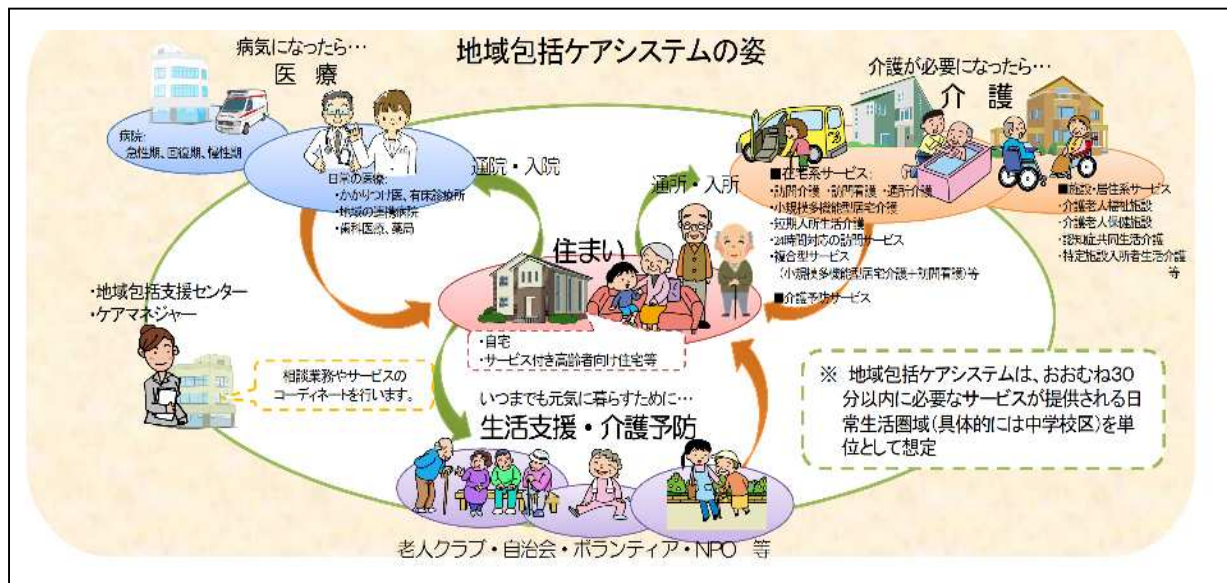 地域包括ケアシステムの姿
病気になったら…
医 療
病院:
急性期、回復期、慢性期
日常の医療:
・かかりつけ医、有床診療所
・地域の連携病院
・歯科医療、薬局
通院・入院
通所・入所
介護が必要になったら…
介 護
■在宅系サービス:
・訪問介護・訪問看護・通所介護
・小規模多機能型居宅介護
・短期入所生活介護
・24時間対応の訪問サービス
・複合型サービス
(小規模多機能型居宅介護+訪問看護)等
■介護予防サービス
■施設・居住系サービス
・介護老人福祉施設
・介護老人保健施設
・認知症共同生活介護
・特定施設入所者生活介護
等
住まい
・自宅
・サービス付き高齢者向け住宅等
・地域包括支援センター
・ケアマネジャー
相談業務やサービスの
コーディネートを行います。
いつまでも元気に暮らすために…
生活支援・介護予防
老人クラブ・自治会・ボランティア・NPO 等
※ 地域包括ケアシステムは、おおむね30
分以内に必要なサービスが提供される日
常生活圏域(具体的には中学校区)を単
位として想定